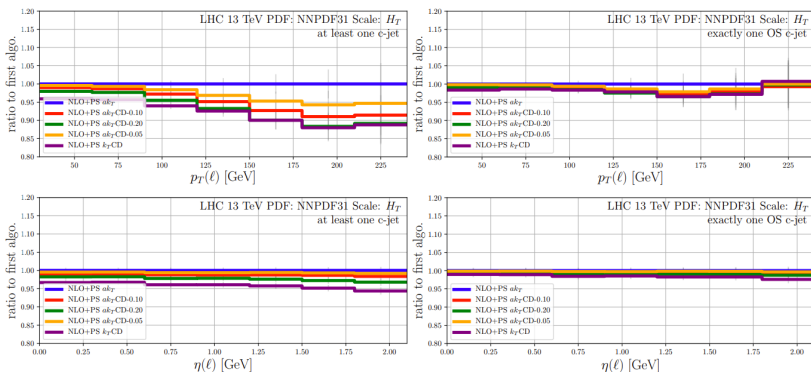 LHC 13 TeV PDF: NNPDF31 Scale: H_T
at least one c-jet
ratio to first algo.
1.20
1.15
1.10
1.05
1.00
0.95
0.90
0.85
0.80
NLO+PS ak_T
NLO+PS ak_TCD-0.10
NLO+PS ak_TCD-0.20
NLO+PS ak_TCD-0.05
NLO+PS k_TCD
50 75 100 125 150 175 200 225
p_T(ℓ) [GeV]
LHC 13 TeV PDF: NNPDF31 Scale: H_T
exactly one OS c-jet
ratio to first algo.
1.20
1.15
1.10
1.05
1.00
0.95
0.90
0.85
0.80
NLO+PS ak_T
NLO+PS ak_TCD-0.10
NLO+PS ak_TCD-0.20
NLO+PS ak_TCD-0.05
NLO+PS k_TCD
50 75 100 125 150 175 200 225
p_T(ℓ) [GeV]
LHC 13 TeV PDF: NNPDF31 Scale: H_T
at least one c-jet
ratio to first algo.
1.20
1.15
1.10
1.05
1.00
0.95
0.90
0.85
0.80
NLO+PS ak_T
NLO+PS ak_TCD-0.10
NLO+PS ak_TCD-0.20
NLO+PS ak_TCD-0.05
NLO+PS k_TCD
0.00 0.25 0.50 0.75 1.00 1.25 1.50 1.75 2.00
η(ℓ) [GeV]
LHC 13 TeV PDF: NNPDF31 Scale: H_T
exactly one OS c-jet
ratio to first algo.
1.20
1.15
1.10
1.05
1.00
0.95
0.90
0.85
0.80
NLO+PS ak_T
NLO+PS ak_TCD-0.10
NLO+PS ak_TCD-0.20
NLO+PS ak_TCD-0.05
NLO+PS k_TCD
0.00 0.25 0.50 0.75 1.00 1.25 1.50 1.75 2.00
η(ℓ) [GeV]